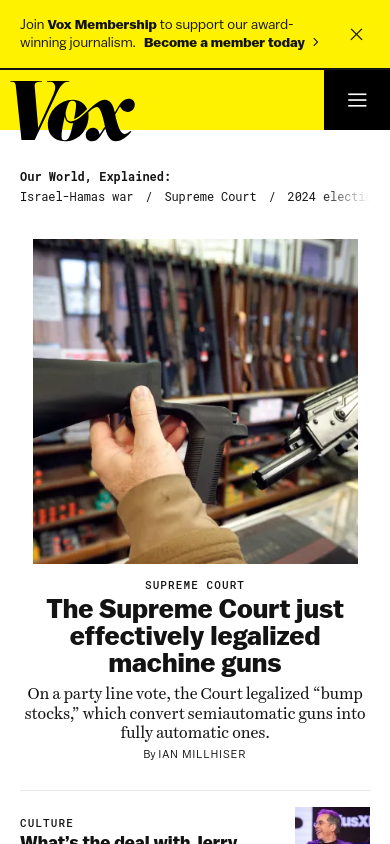 Join Vox Membership to support our award-
winning journalism. Become a member today
Vox
Our World, Explained:
Israel-Hamas war / Supreme Court / 2024 electi
SUPREME COURT
The Supreme Court just
effectively legalized
machine guns
On a party line vote, the Court legalized “bump
stocks,” which convert semiautomatic guns into
fully automatic ones.
By IAN MILLHISER
CULTURE
What’s the deal with Jerry